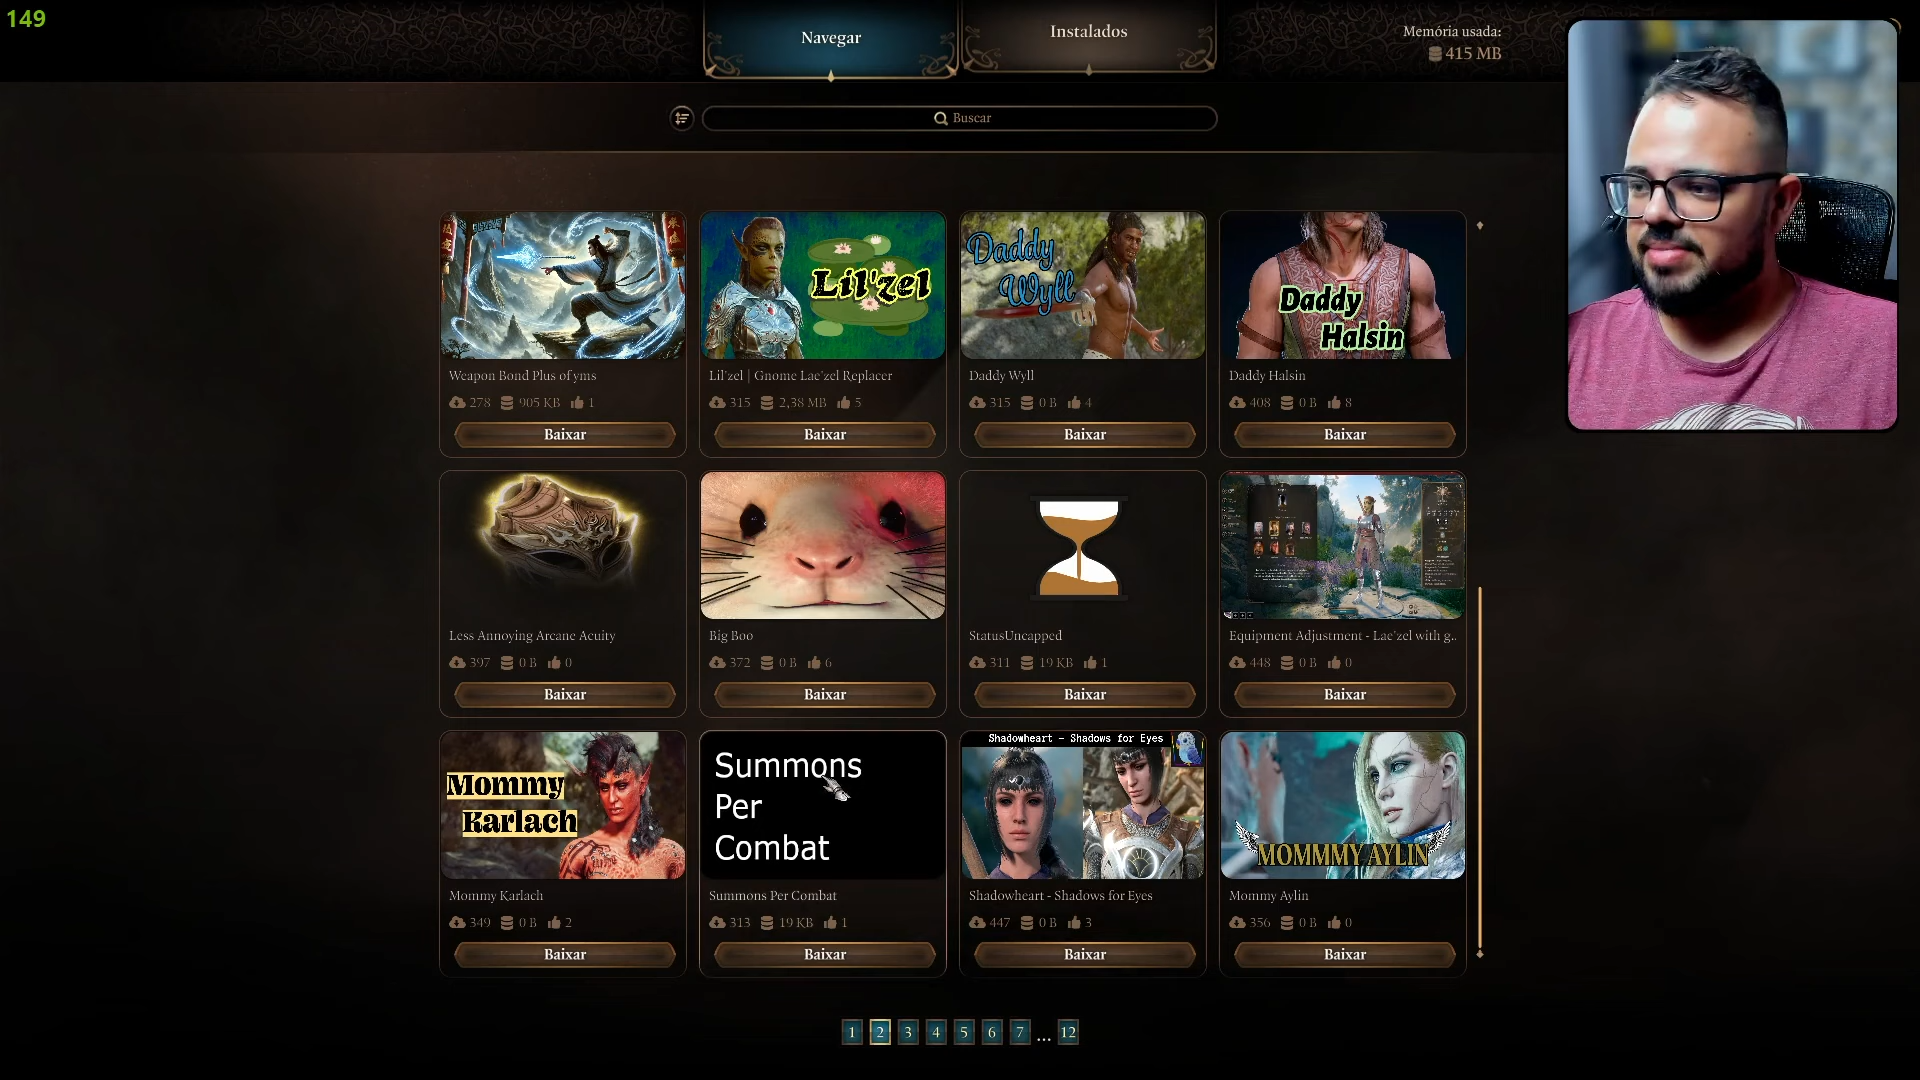 149
Navegar
Instalados
Memória usada:
415 MB
Buscar
Lil'zel
Daddy
Wyll
Daddy
Halsin
Weapon Bond Plus of yms
Lil'zel | Gnome Lae'zel Replacer
Daddy Wyll
Daddy Halsin
278 905 KB 1
315 2,38 MB 5
315 0 B 4
408 0 B 8
Baixar
Baixar
Baixar
Baixar
Less Annoying Arcane Acuity
Big Boo
StatusUncapped
Equipment Adjustment - Lae'zel with g..
397 0 B 0
372 0 B 6
311 19 KB 1
448 0 B 0
Baixar
Baixar
Baixar
Baixar
Mommy
Karlach
Summons
Per
Combat
Shadowheart - Shadows for Eyes
MOMMMY AYLIN
Mommy Karlach
Summons Per Combat
Shadowheart - Shadows for Eyes
Mommy Aylin
349 0 B 2
313 19 KB 1
447 0 B 3
356 0 B 0
Baixar
Baixar
Baixar
Baixar
1 2 3 4 5 6 7 ... 12